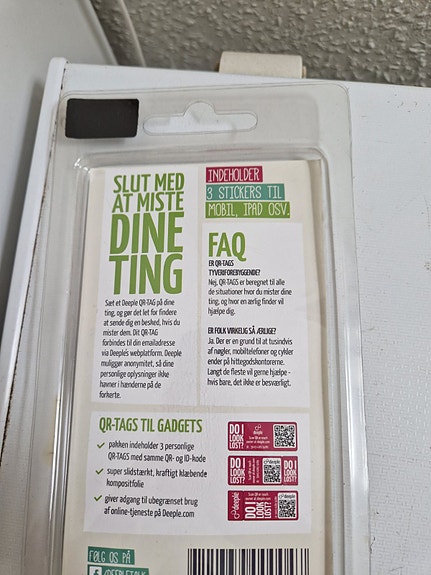 SLUT MED
AT MISTE
DINE
TING
Sæt et Deeple QR-TAG på dine
ting, og gør det let for findere
at sende dig en besked, hvis du
mister dem. Dit QR-TAG
forbindes til din emailadresse
via Deeples webplatform. Deeple
muliggør anonymitet, så dine
personlige oplysninger ikke
havner i hænderne på de
forkerte.
INDEHOLDER
3 STICKERS TIL
MOBIL, IPAD OSV.
FAQ
ER QR-TAGS
TYVERIFOREBYGGENDE?
Nej. QR-TAGS er beregnet til alle
de situationer hvor du mister dine
ting, og hvor en ærlig finder vil
hjælpe dig.
ER FOLK VIRKELIG SÅ ÆRLIGE?
Ja. Der er en grund til at tusindvis
af nøgler, mobiltelefoner og cykler
ender på hittegodskontorerne.
Langt de fleste vil gerne hjælpe -
hvis bare, det ikke er besværligt.
QR-TAGS TIL GADGETS
pakken indeholder 3 personlige
QR-TAGS med samme QR- og ID-kode
super slidstærkt, kraftigt klæbende
kompositfolie
giver adgang til ubegrænset brug
af online-tjeneste på Deeple.com
DO I
LOOK
LOST?
deeple
DO I
LOOK
LOST?
deeple
DO I
LOOK
LOST?
deeple
DO I
LOOK
LOST?
deeple
FØLG OS PÅ